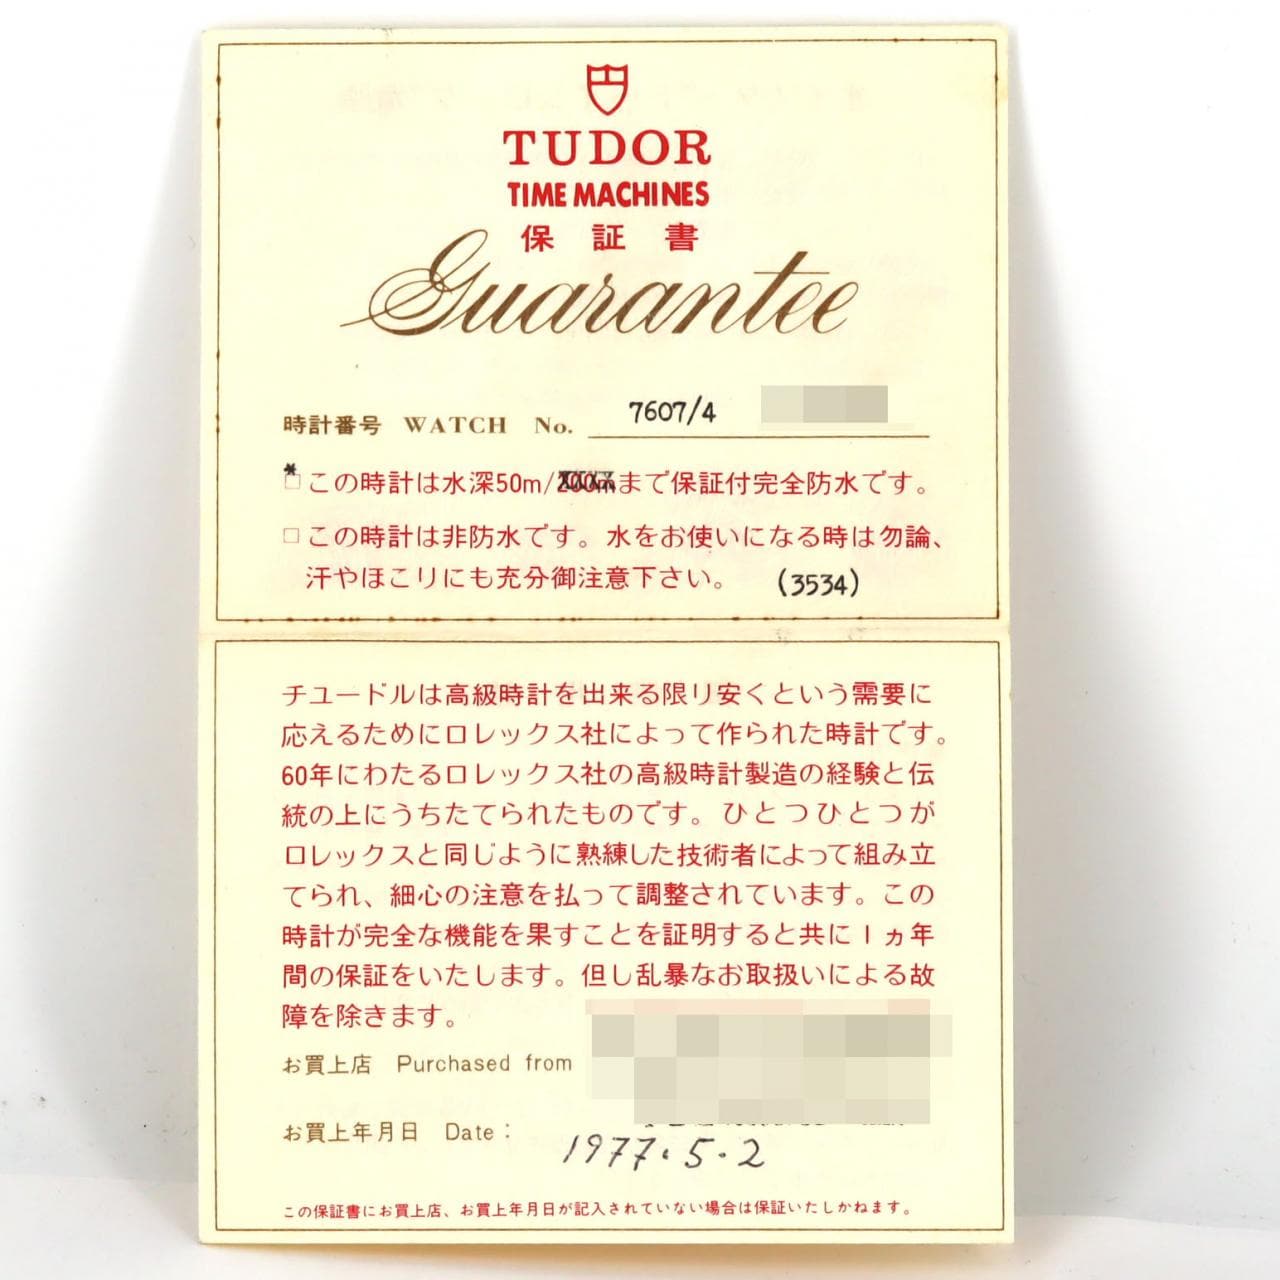 TUDOR
TIME MACHINES
保証書
Guarantee
時計番号 WATCH No. 7607/4
* □ この時計は水深50m/200mまで保証付完全防水です。
□ この時計は非防水です。水をお使いになる時は勿論、
汗やほこりにも充分御注意下さい。 (3534)
チュードルは高級時計を出来る限り安くという需要に
応えるためにロレックス社によって作られた時計です。
60年にわたるロレックス社の高級時計製造の経験と伝
統の上にうちたてられたものです。ひとつひとつが
ロレックスと同じように熟練した技術者によって組み立
てられ、細心の注意を払って調整されています。この
時計が完全な機能を果すことを証明すると共に1ヵ年
間の保証をいたします。但し乱暴なお取扱いによる故
障を除きます。
お買上店 Purchased from
お買上年月日 Date:
1977.5.2
この保証書にお買上店、お買上年月日が記入されていない場合は保証いたしかねます。